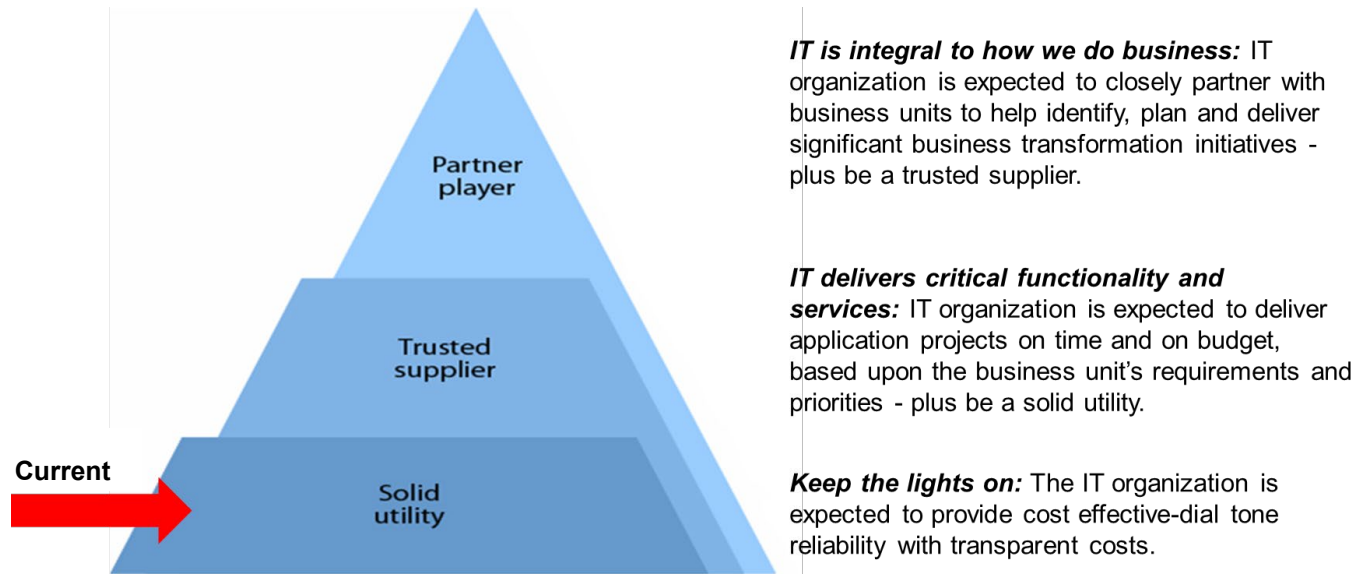 Partner
player
IT is integral to how we do business: IT
organization is expected to closely partner with
business units to help identify, plan and deliver
significant business transformation initiatives -
plus be a trusted supplier.
Trusted
supplier
IT delivers critical functionality and
services: IT organization is expected to deliver
application projects on time and on budget,
based upon the business unit’s requirements and
priorities - plus be a solid utility.
Current
Solid
utility
Keep the lights on: The IT organization is
expected to provide cost effective-dial tone
reliability with transparent costs.